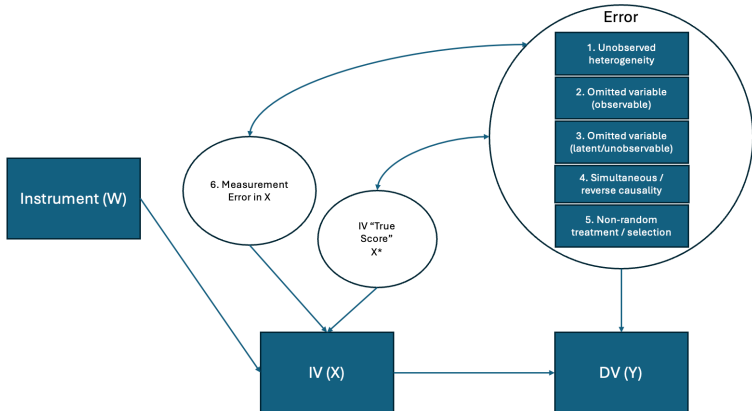 Error
1. Unobserved
heterogeneity
2. Omitted variable
(observable)
3. Omitted variable
(latent/unobservable)
4. Simultaneous /
reverse causality
5. Non-random
treatment / selection
6. Measurement
Error in X
Instrument (W)
IV “True
Score”
X*
IV (X)
DV (Y)